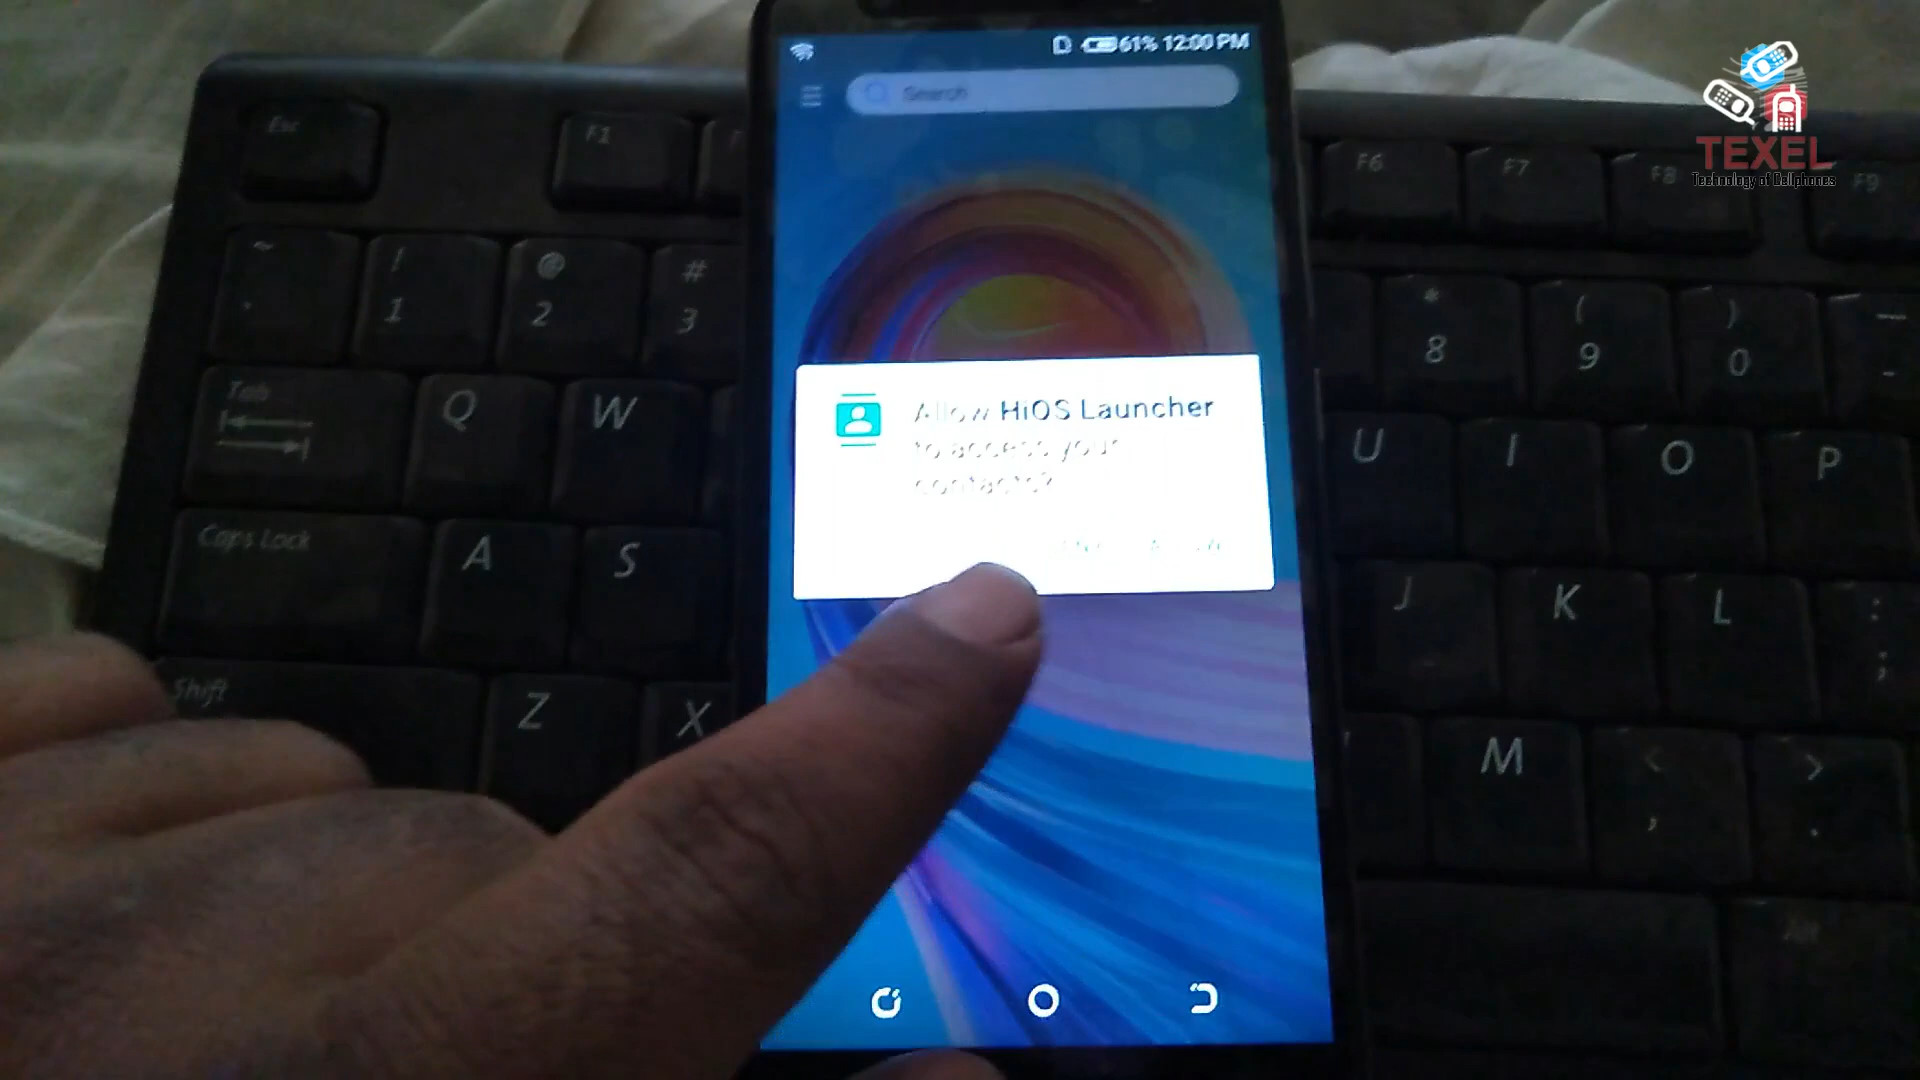 61% 12:00 PM
Search
Allow HiOS Launcher
to access your
contacts?
TEXEL
Technology of Cellphones
Esc
F1
F6
F7
F8
F9
~
!
1
@
2
#
3
*
8
(
9
)
0
-
Tab
Q
W
U
I
O
P
Caps Lock
A
S
J
K
L
:
;
Shift
Z
X
M
<
,
>
.
Alt